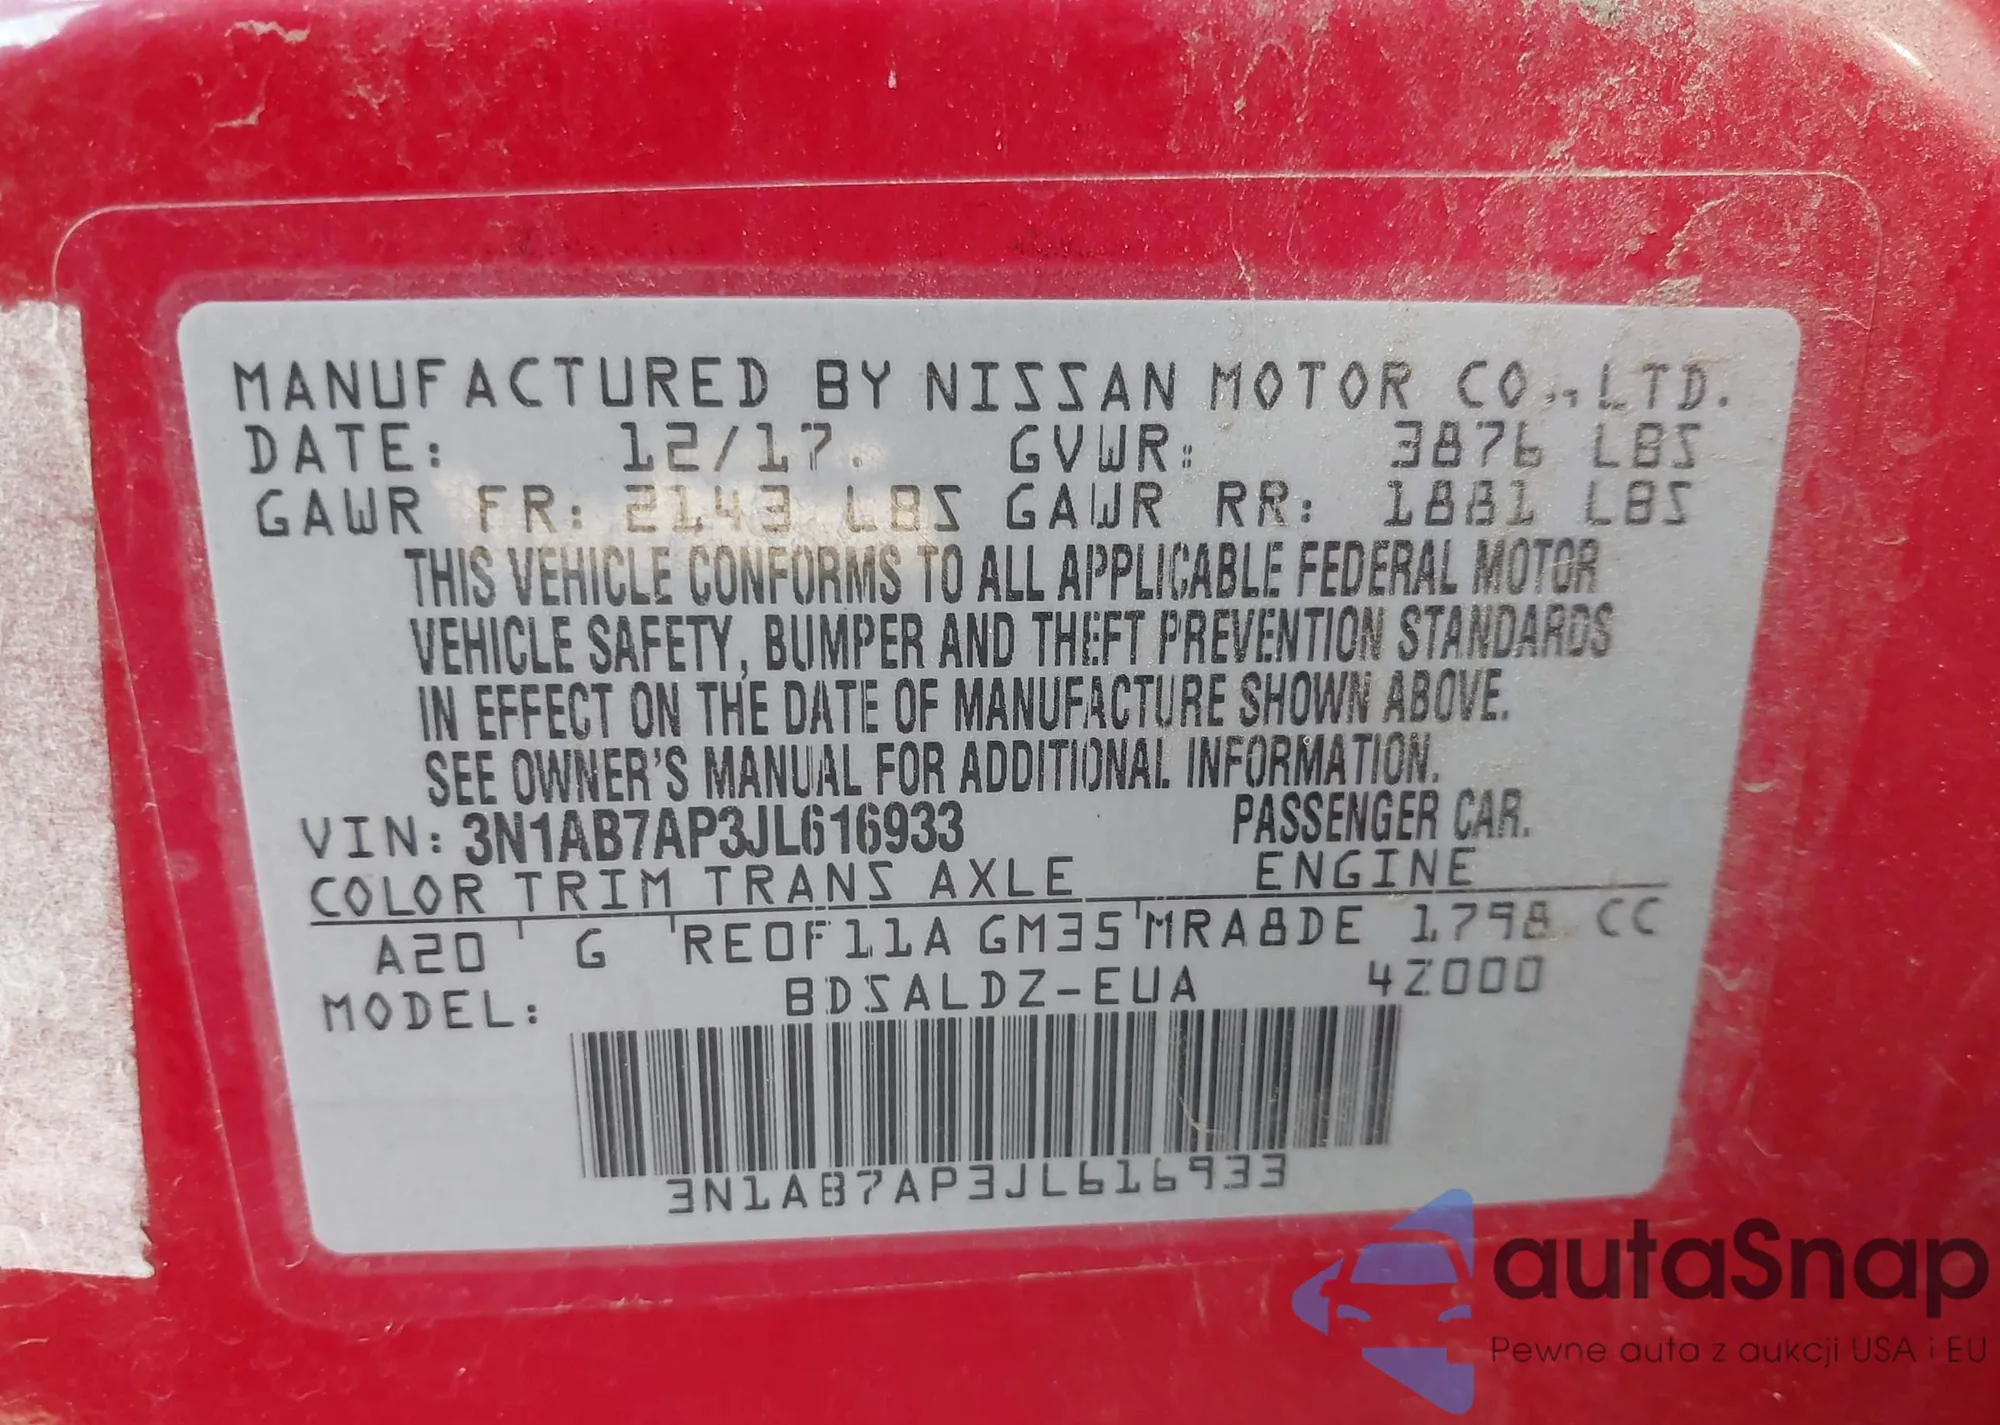 MANUFACTURED BY NISSAN MOTOR CO., LTD.
DATE: 12/17. GVWR: 3876 LBS
GAWR FR: 2143 LBS GAWR RR: 1881 LBS
THIS VEHICLE CONFORMS TO ALL APPLICABLE FEDERAL MOTOR
VEHICLE SAFETY, BUMPER AND THEFT PREVENTION STANDARDS
IN EFFECT ON THE DATE OF MANUFACTURE SHOWN ABOVE.
SEE OWNER'S MANUAL FOR ADDITIONAL INFORMATION.
VIN: 3N1AB7AP3JL616933 PASSENGER CAR.
COLOR TRIM TRANS AXLE ENGINE
A20 G RE0F11A GM35 MRA8DE 1798 CC
MODEL: BDSALDZ-EUA 4Z000
3N1AB7AP3JL616933
autaSnap
Pewne auta z aukcji USA i EU